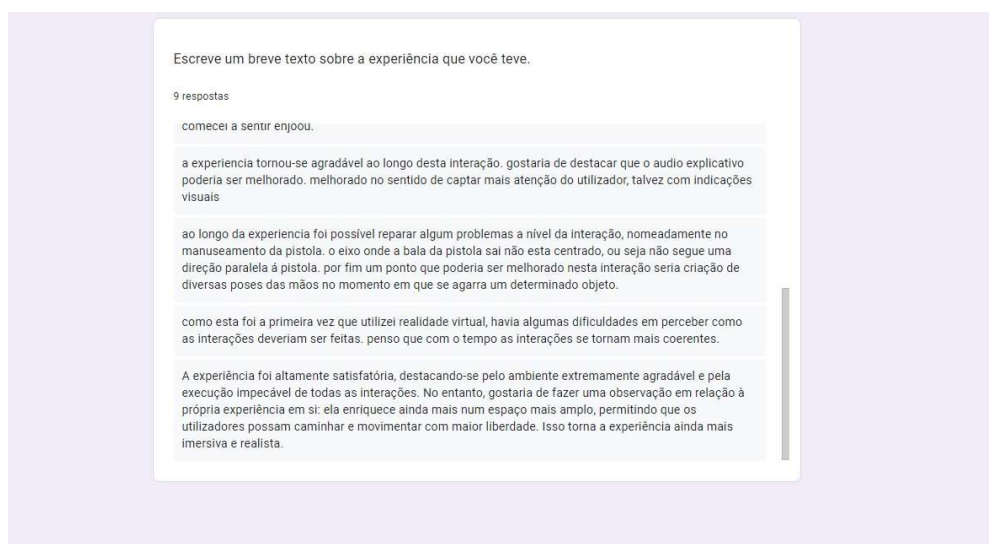 Escreve um breve texto sobre a experiência que você teve.
9 respostas
comecei a sentir enjoou.
a experiencia tornou-se agradável ao longo desta interação. gostaria de destacar que o audio explicativo
poderia ser melhorado. melhorado no sentido de captar mais atenção do utilizador, talvez com indicações
visuais
ao longo da experiencia foi possível reparar algum problemas a nível da interação, nomeadamente no
manuseamento da pistola. o eixo onde a bala da pistola sai não esta centrado, ou seja não segue uma
direção paralela á pistola. por fim um ponto que poderia ser melhorado nesta interação seria criação de
diversas poses das mãos no momento em que se agarra um determinado objeto.
como esta foi a primeira vez que utilizei realidade virtual, havia algumas dificuldades em perceber como
as interações deveriam ser feitas. penso que com o tempo as interações se tornam mais coerentes.
A experiência foi altamente satisfatória, destacando-se pelo ambiente extremamente agradável e pela
execução impecável de todas as interações. No entanto, gostaria de fazer uma observação em relação à
própria experiência em si: ela enriquece ainda mais num espaço mais amplo, permitindo que os
utilizadores possam caminhar e movimentar com maior liberdade. Isso torna a experiência ainda mais
imersiva e realista.